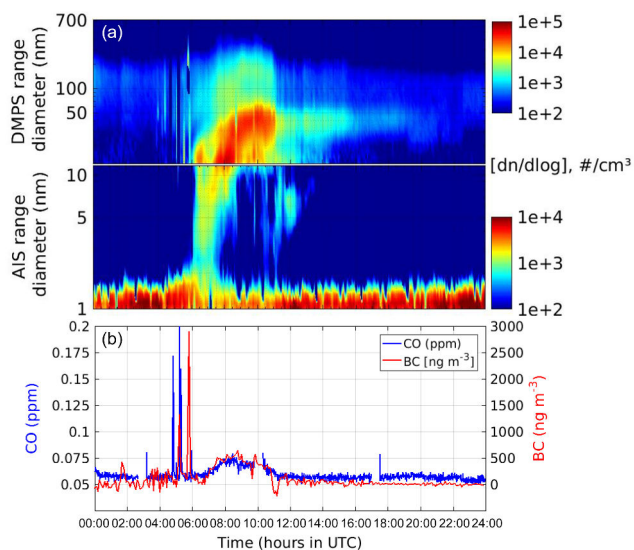 (a)
700
100
50
DMPS range
diameter (nm)
1e+5
1e+4
1e+3
1e+2
[dn/dlog], #/cm³
10
5
1
AIS range
diameter (nm)
1e+4
1e+3
1e+2
(b)
CO (ppm)
BC [ng m⁻³]
0.2
0.175
0.15
0.125
0.1
0.075
0.05
CO
(ppm)
3000
2500
2000
1500
1000
500
0
BC (ng m⁻³)
00:00 02:00 04:00 06:00 08:00 10:00 12:00 14:00 16:00 18:00 20:00 22:00 24:00
Time (hours in UTC)